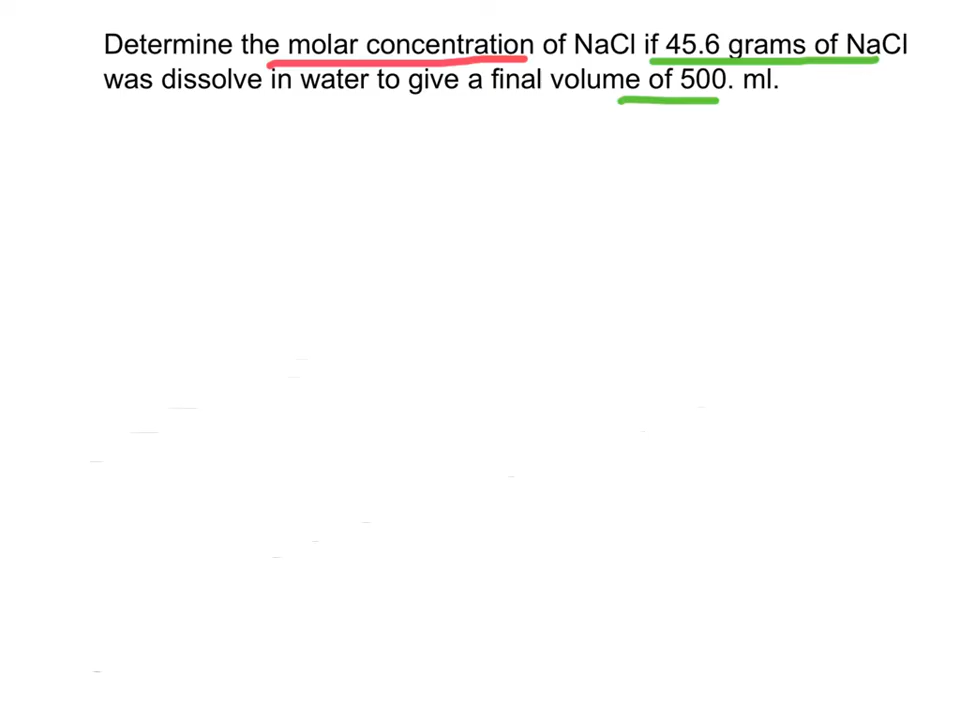 Determine the molar concentration of NaCl if 45.6 grams of NaCl
was dissolve in water to give a final volume of 500. ml.